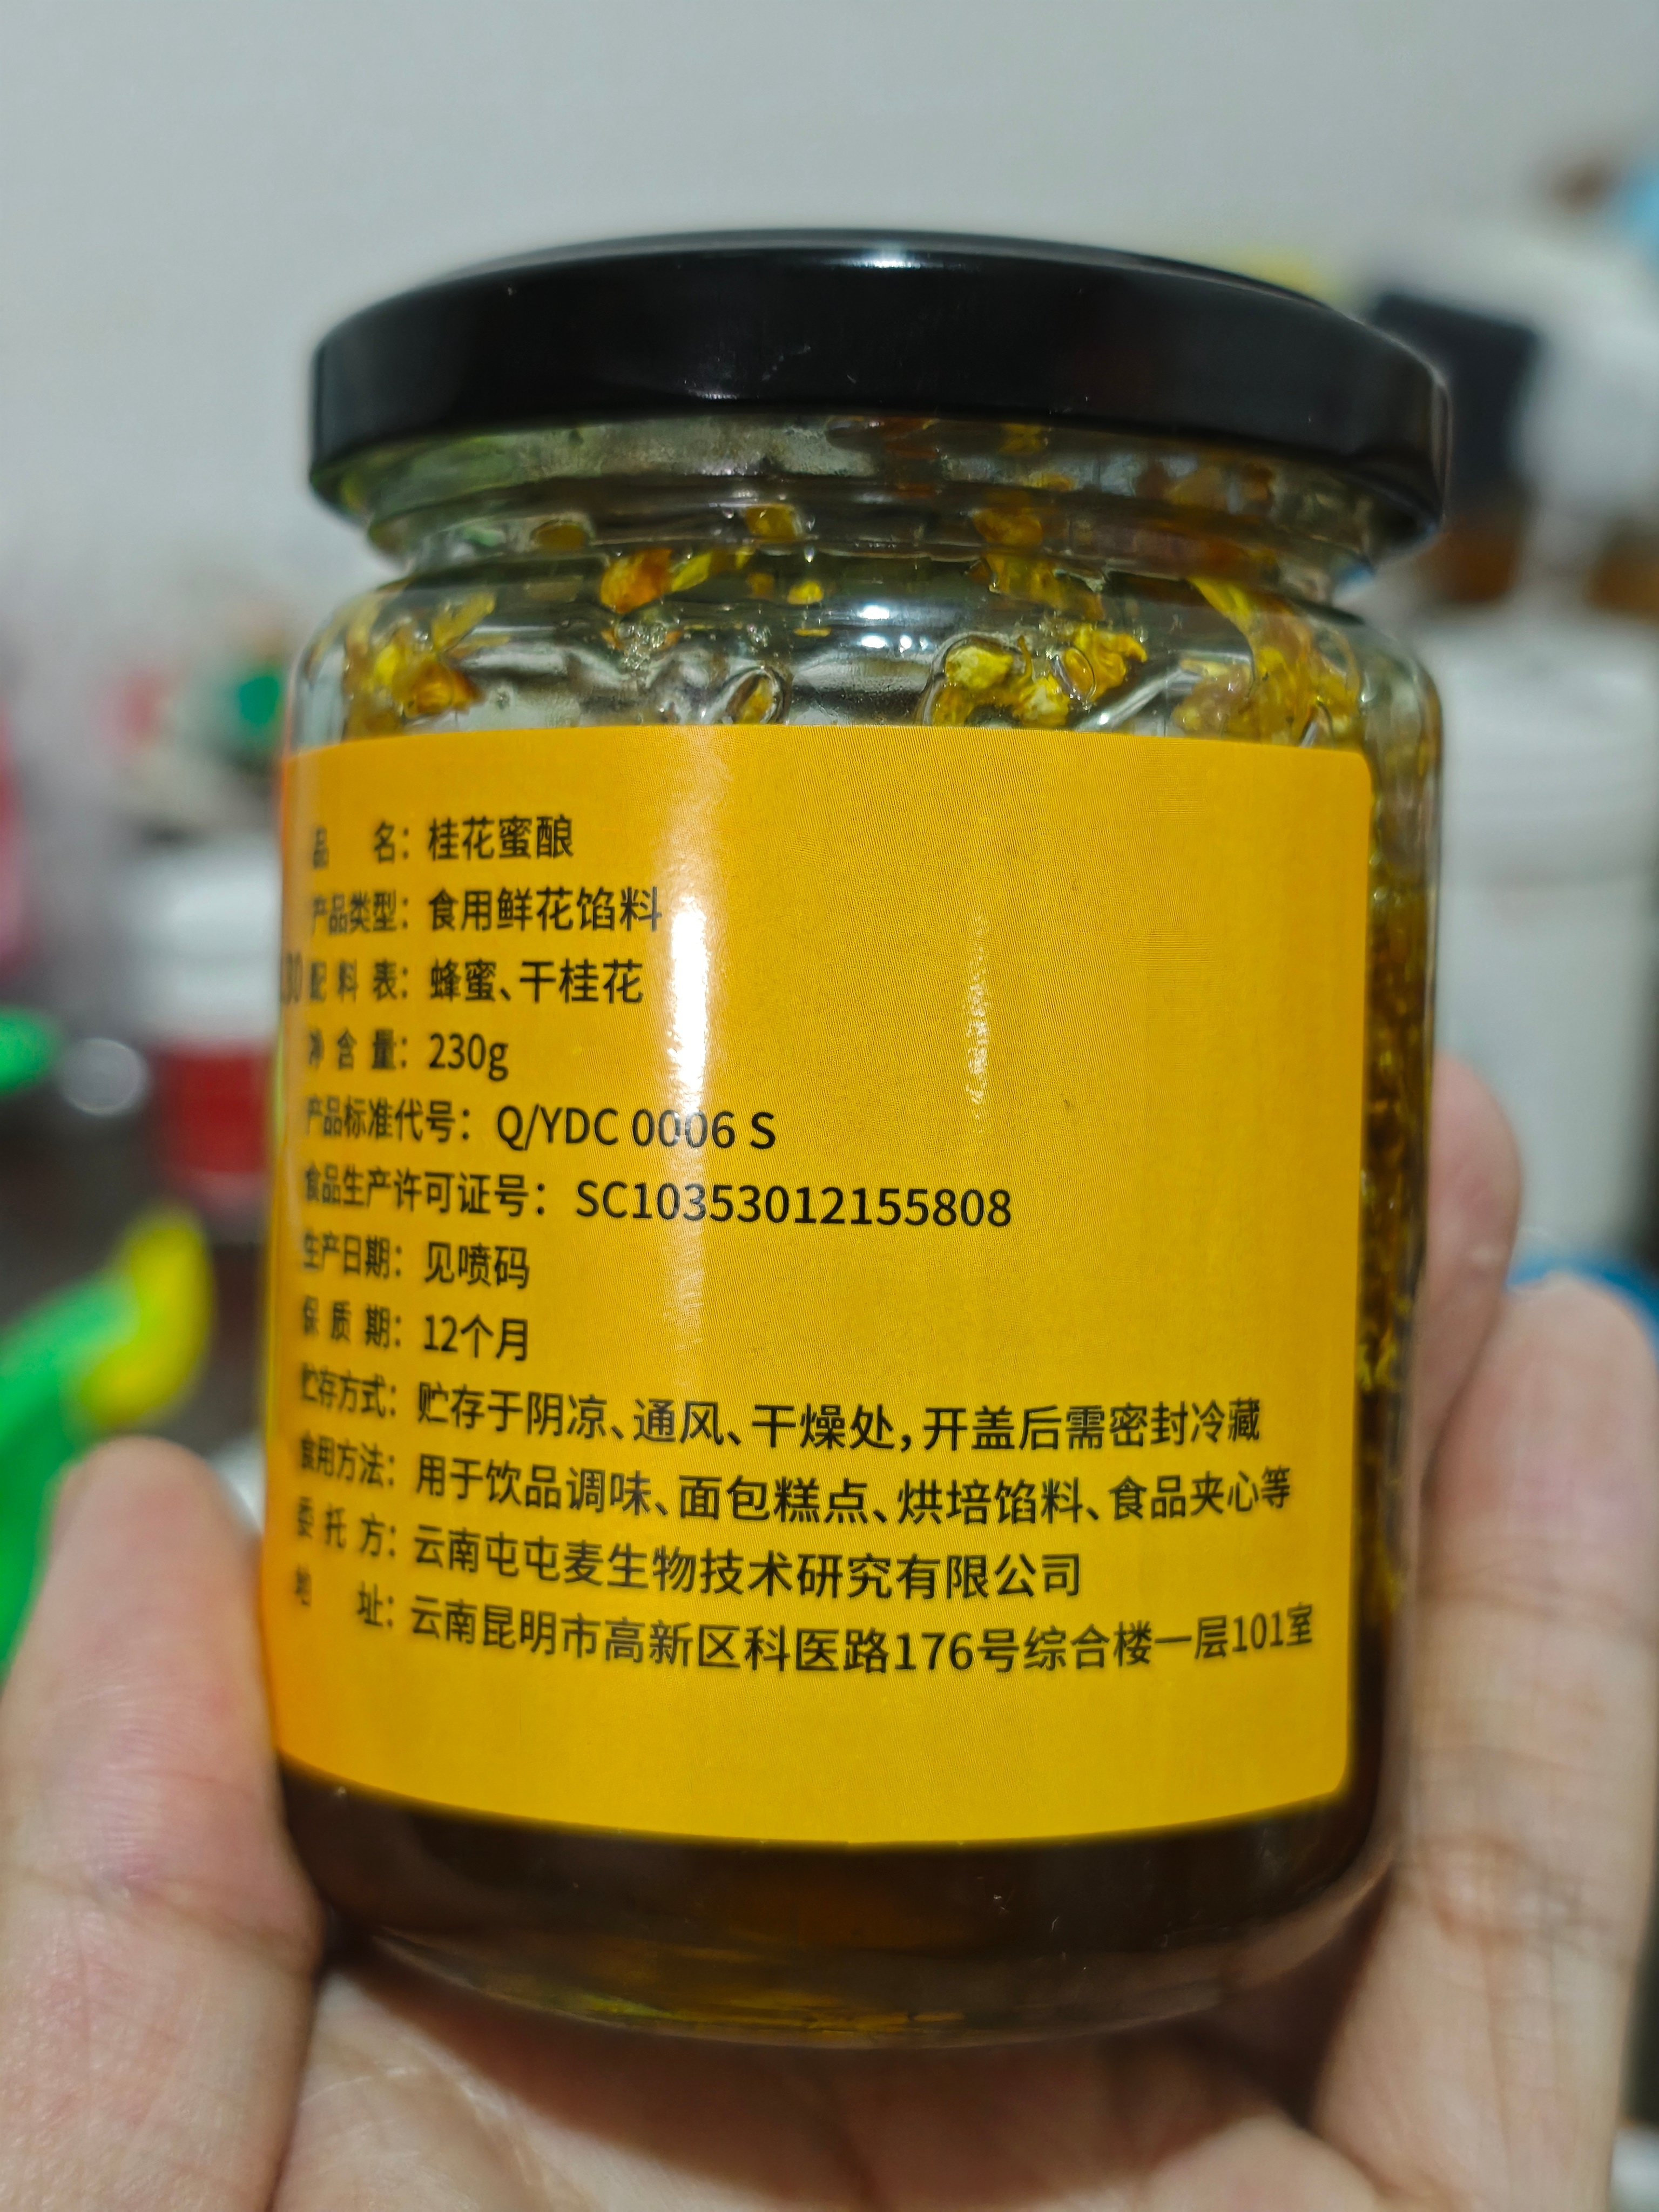 品 名：桂花蜜酿
产品类型：食用鲜花馅料
配料表：蜂蜜、干桂花
净含量：230g
产品标准代号：Q/YDC 0006 S
食品生产许可证号：SC10353012155808
生产日期：见喷码
保质期：12个月
贮存方式：贮存于阴凉、通风、干燥处，开盖后需密封冷藏
食用方法：用于饮品调味、面包糕点、烘培馅料、食品夹心等
委托方：云南屯屯麦生物技术研究有限公司
地 址：云南昆明市高新区科医路176号综合楼一层101室